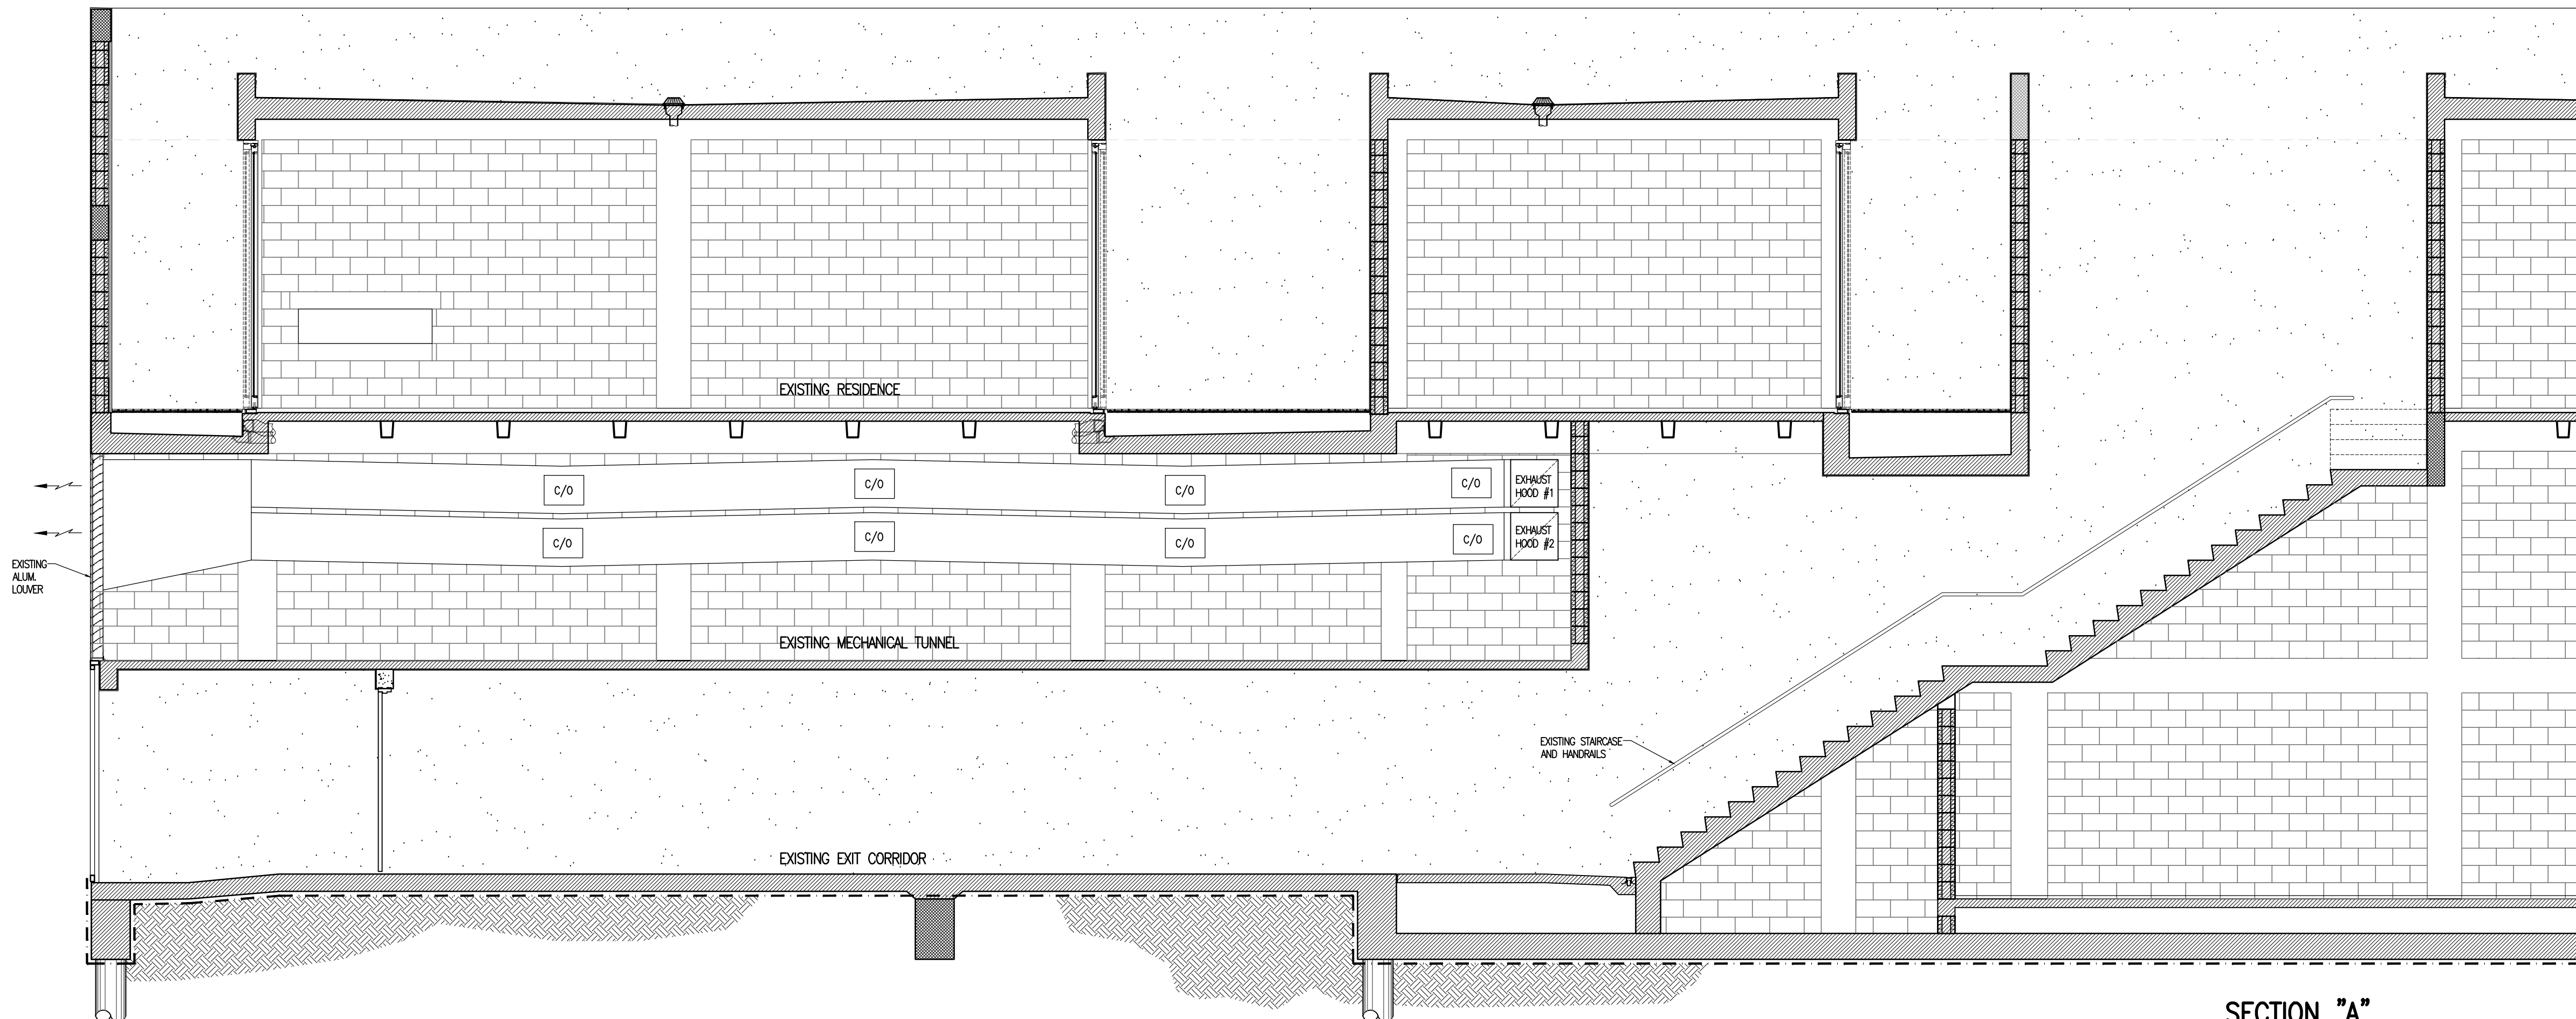 EXISTING RESIDENCE
C/O
C/O
C/O
C/O
EXHAUST
HOOD #1
C/O
C/O
C/O
C/O
EXHAUST
HOOD #2
EXISTING
ALUM.
LOUVER
EXISTING MECHANICAL TUNNEL
EXISTING STAIRCASE
AND HANDRAILS
EXISTING EXIT CORRIDOR
SECTION "A"